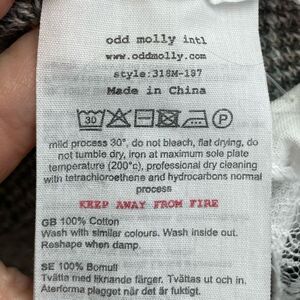 odd molly intl
www.oddmolly.com
style:318M-197
Made in China
30
P
mild process 30°, do not bleach, flat drying, do
not tumble dry, iron at maximum sole plate
temperature (200°c), professional dry cleaning
with tetrachloroethene and hydrocarbons normal
process
KEEP AWAY FROM FIRE
GB 100% Cotton
Wash with similar colours. Wash inside out.
Reshape when damp.
SE 100% Bomull
Tvättas med liknande färger. Tvättas ut och in.
Återforma plagget när det är fuktigt.